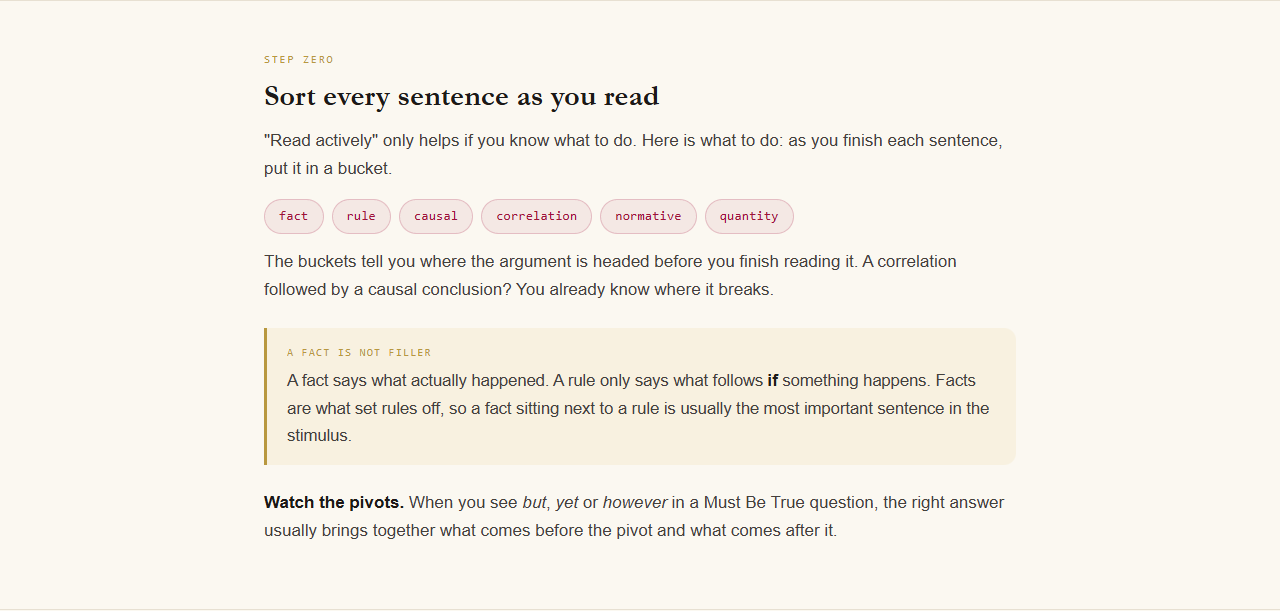 STEP ZERO
Sort every sentence as you read
"Read actively" only helps if you know what to do. Here is what to do: as you finish each sentence,
put it in a bucket.
fact rule causal correlation normative quantity
The buckets tell you where the argument is headed before you finish reading it. A correlation
followed by a causal conclusion? You already know where it breaks.
A FACT IS NOT FILLER
A fact says what actually happened. A rule only says what follows if something happens. Facts
are what set rules off, so a fact sitting next to a rule is usually the most important sentence in the
stimulus.
Watch the pivots. When you see but, yet or however in a Must Be True question, the right answer
usually brings together what comes before the pivot and what comes after it.